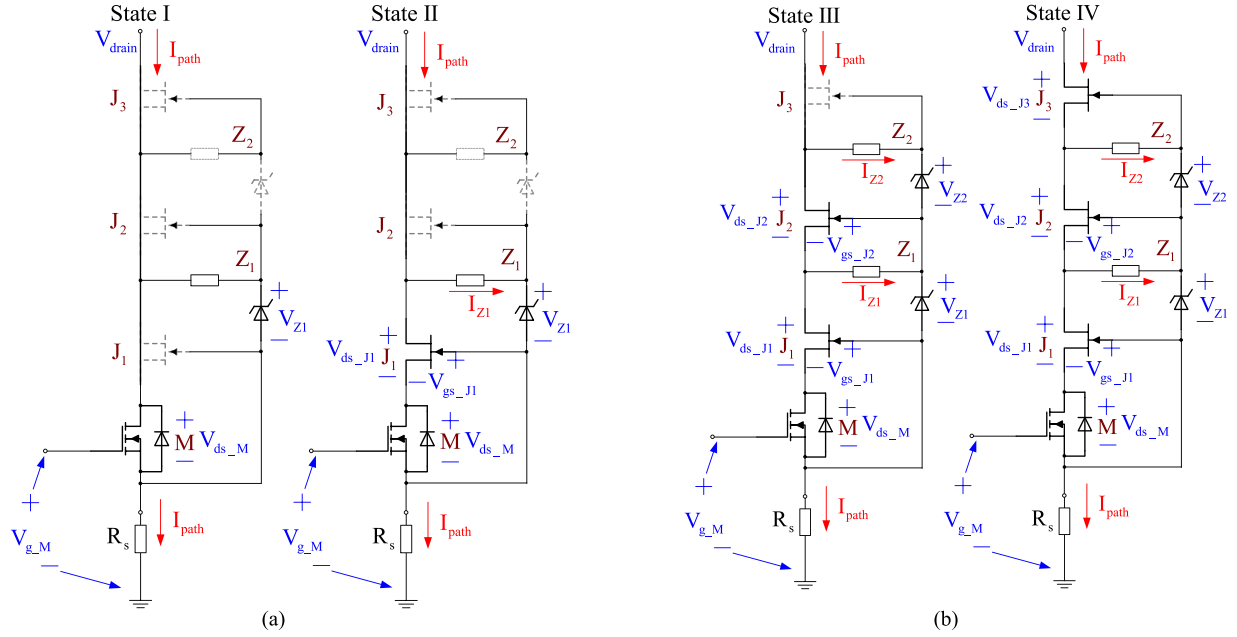 State I
V_drain
I_path
J_3
Z_2
J_2
Z_1
+
V_Z1
—
J_1
+
M
V_ds_M
—
+
V_g_M
—
R_s
I_path
State II
V_drain
I_path
J_3
Z_2
J_2
Z_1
I_Z1
+
V_Z1
—
+
V_ds_J1
J_1
—
+
—
V_gs_J1
+
M
V_ds_M
—
+
V_g_M
—
R_s
I_path
(a)
State III
V_drain
I_path
J_3
Z_2
I_Z2
+
V_Z2
—
+
V_ds_J2
J_2
—
+
—
V_gs_J2
Z_1
I_Z1
+
V_Z1
—
+
V_ds_J1
J_1
—
+
—
V_gs_J1
+
M
V_ds_M
—
+
V_g_M
—
R_s
I_path
State IV
V_drain
I_path
+
V_ds_J3
J_3
—
Z_2
I_Z2
+
V_Z2
—
+
V_ds_J2
J_2
—
+
—
V_gs_J2
Z_1
I_Z1
+
V_Z1
—
+
V_ds_J1
J_1
—
+
—
V_gs_J1
+
M
V_ds_M
—
+
V_g_M
—
R_s
I_path
(b)